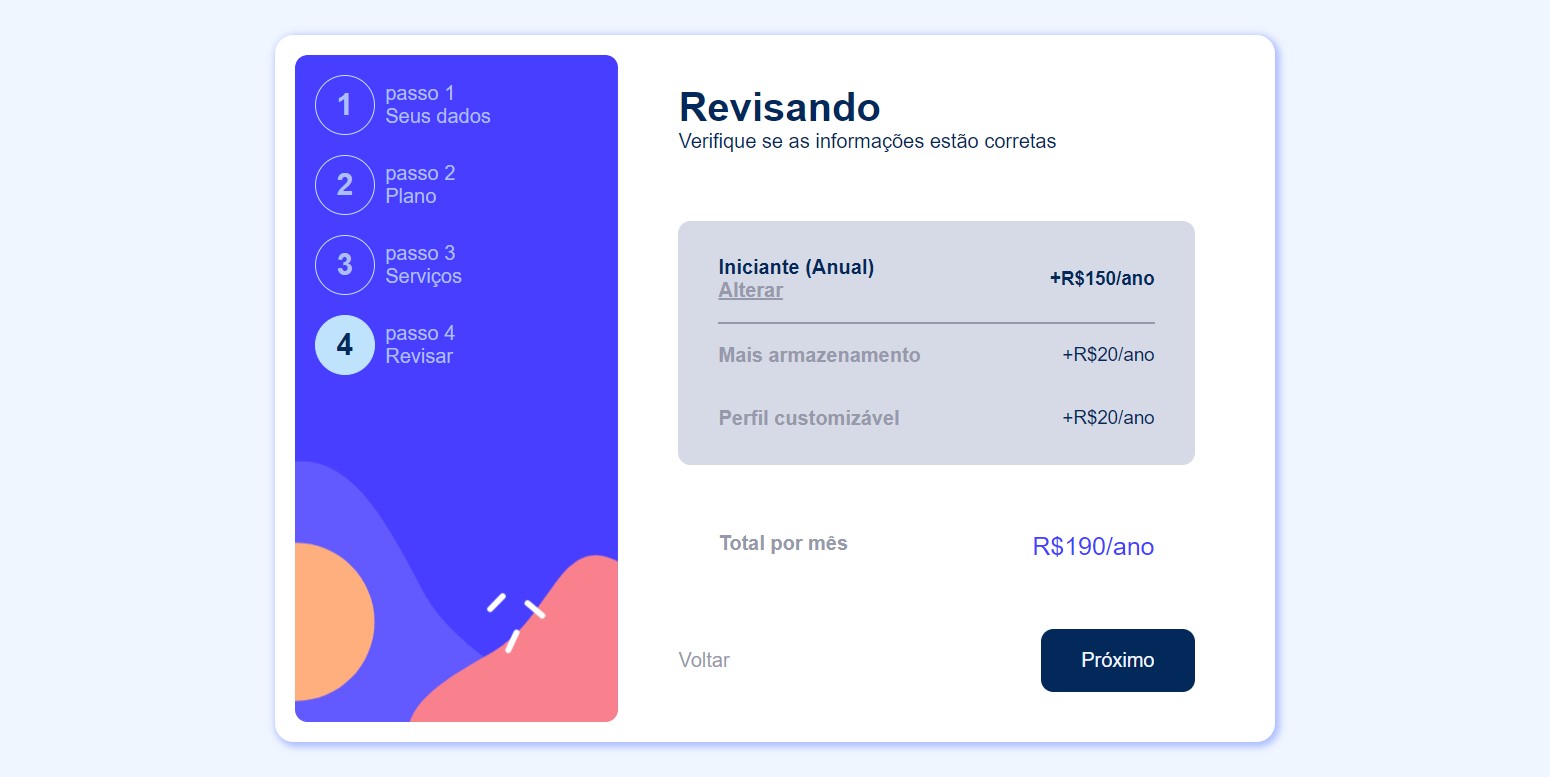 1
passo 1
Seus dados
2
passo 2
Plano
3
passo 3
Serviços
4
passo 4
Revisar
Revisando
Verifique se as informações estão corretas
Iniciante (Anual)
Alterar
+R$150/ano
Mais armazenamento
+R$20/ano
Perfil customizável
+R$20/ano
Total por mês
R$190/ano
Voltar
Próximo